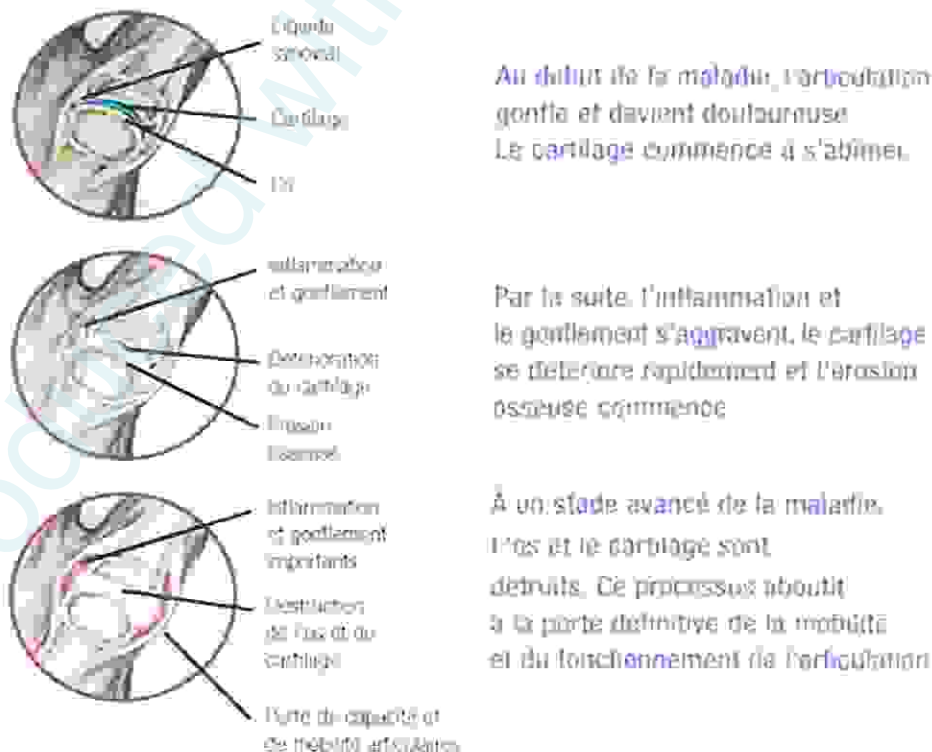 Liquide
synovial
Cartilage
Os
Au début de la maladie, l'articulation
gonfle et devient douloureuse
Le cartilage commence à s'abîmer.
Inflammation
et gonflement
Détérioration
du cartilage
Érosion
osseuse
Par la suite, l'inflammation et
le gonflement s'aggravent, le cartilage
se détériore rapidement et l'érosion
osseuse commence
Inflammation
et gonflement
importants
Destruction
de l'os et du
cartilage
Perte de capacité et
de mobilité articulaires
À un stade avancé de la maladie,
l'os et le cartilage sont
détruits. Ce processus aboutit
à la perte définitive de la mobilité
et du fonctionnement de l'articulation